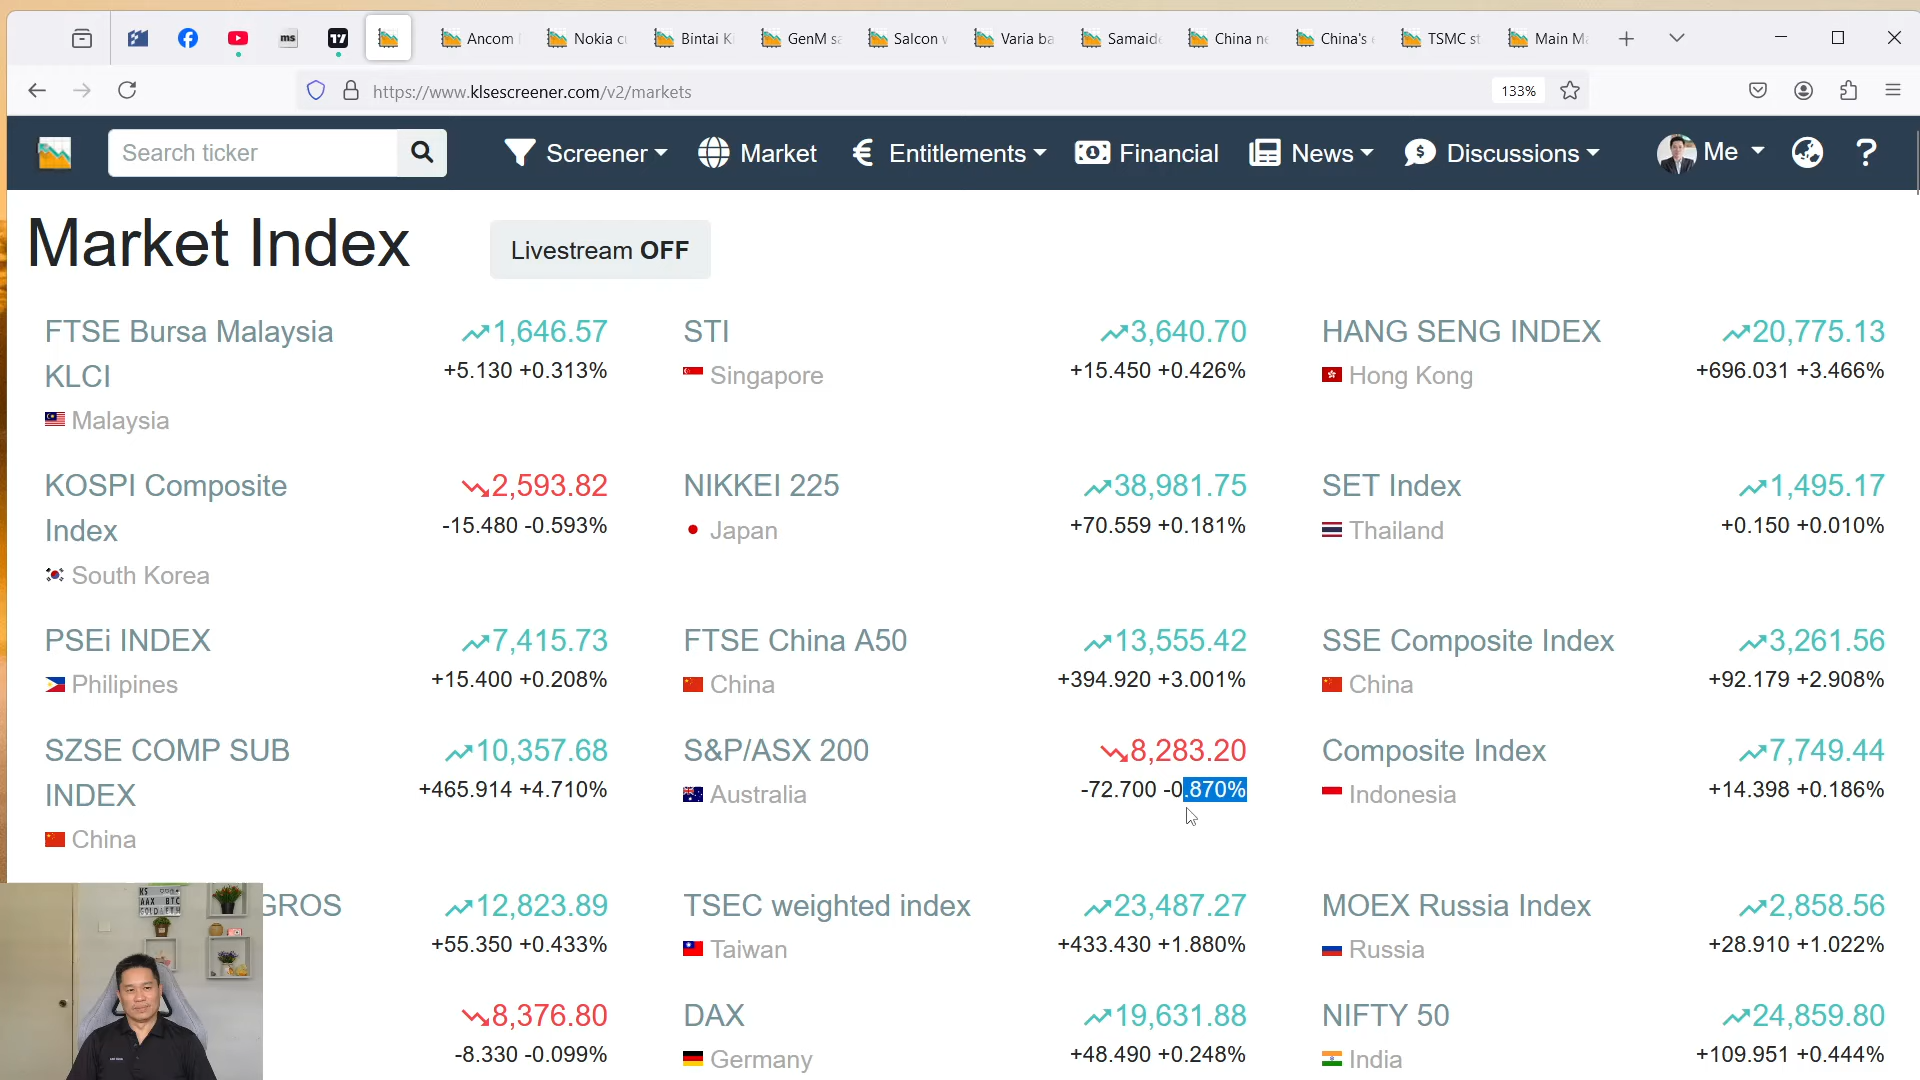 ms
Ancom
Nokia
Bintai
GenM
Salcon
Varia
Samaid
China
China's
TSMC
Main
https://www.klsescreener.com/v2/markets
133%
Search ticker
Screener
Market
Entitlements
Financial
News
Discussions
Me
?
Market Index
Livestream OFF
FTSE Bursa Malaysia
KLCI
Malaysia
1,646.57
+5.130 +0.313%
STI
Singapore
3,640.70
+15.450 +0.426%
HANG SENG INDEX
Hong Kong
20,775.13
+696.031 +3.466%
KOSPI Composite
Index
South Korea
2,593.82
-15.480 -0.593%
NIKKEI 225
Japan
38,981.75
+70.559 +0.181%
SET Index
Thailand
1,495.17
+0.150 +0.010%
PSEi INDEX
Philipines
7,415.73
+15.400 +0.208%
FTSE China A50
China
13,555.42
+394.920 +3.001%
SSE Composite Index
China
3,261.56
+92.179 +2.908%
SZSE COMP SUB
INDEX
China
10,357.68
+465.914 +4.710%
S&P/ASX 200
Australia
8,283.20
-72.700 -0.870%
Composite Index
Indonesia
7,749.44
+14.398 +0.186%
GROS
12,823.89
+55.350 +0.433%
TSEC weighted index
Taiwan
23,487.27
+433.430 +1.880%
MOEX Russia Index
Russia
2,858.56
+28.910 +1.022%
8,376.80
-8.330 -0.099%
DAX
Germany
19,631.88
+48.490 +0.248%
NIFTY 50
India
24,859.80
+109.951 +0.444%
AAX BTC